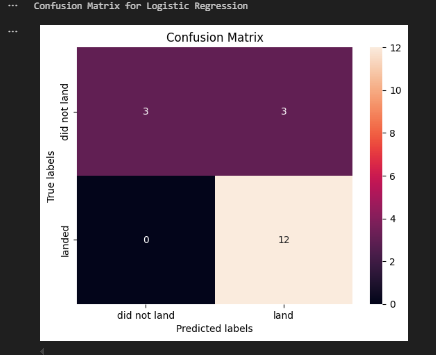 ... Confusion Matrix for Logistic Regression
...
Confusion Matrix
12
10
8
6
4
2
0
True labels
did not land
landed
3 3
0 12
did not land land
Predicted labels